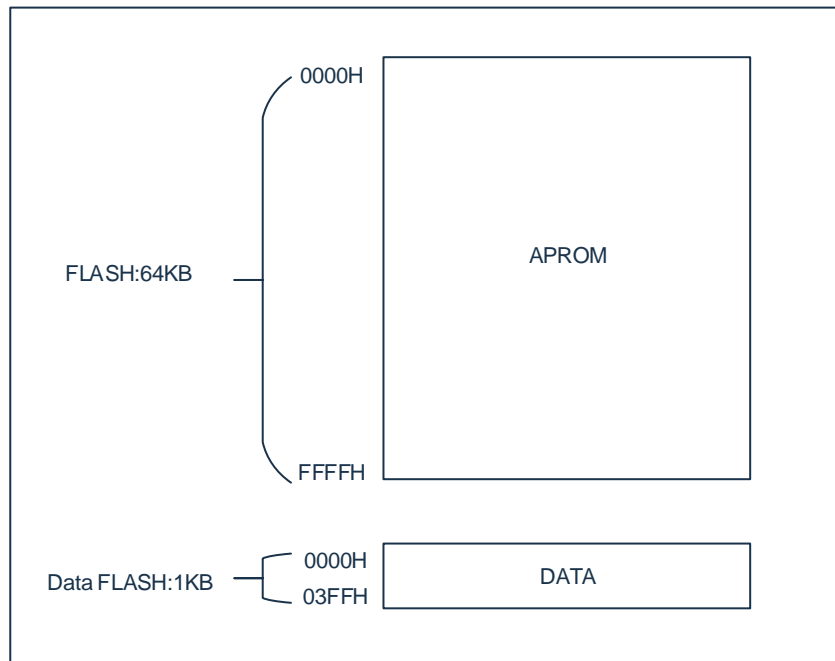 0000H
APROM
FLASH:64KB
FFFFH
0000H
DATA
Data FLASH:1KB
03FFH